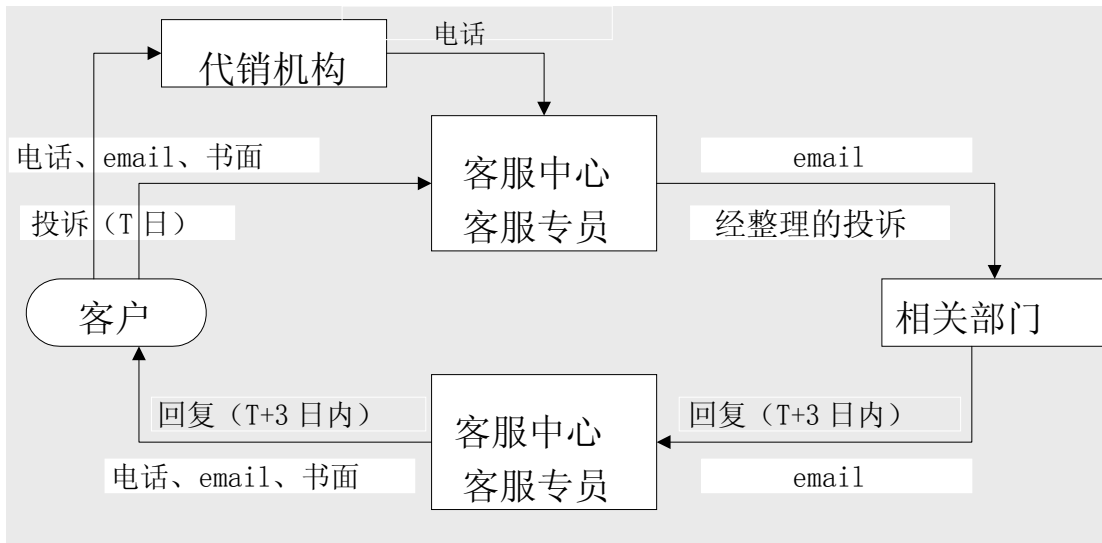 电话
代销机构
电话、email、书面
客服中心
客服专员
email
投诉（T 日）
经整理的投诉
客户
相关部门
回复（T+3 日内）
客服中心
客服专员
回复（T+3 日内）
电话、email、书面
email